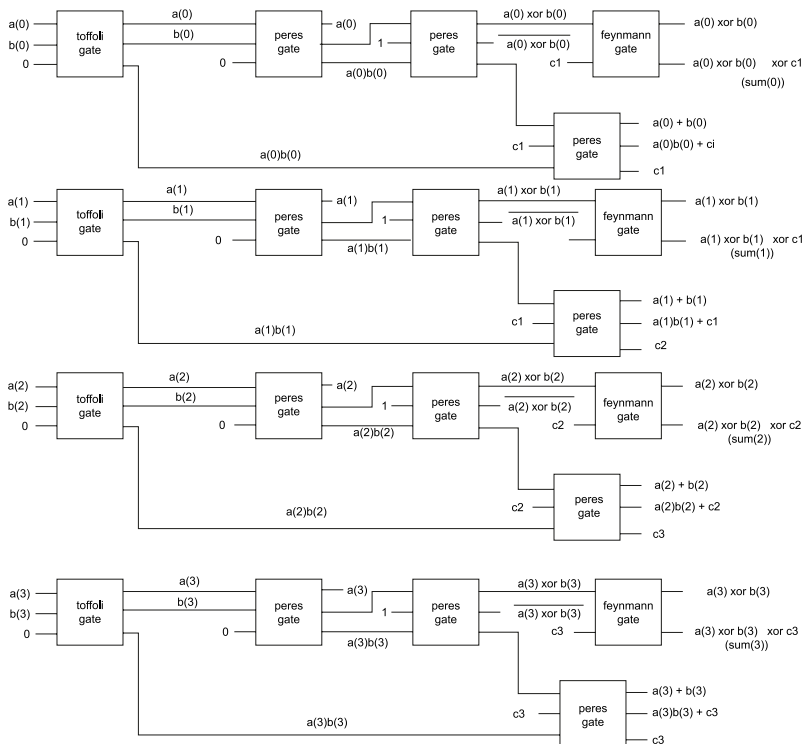 a(0) a(0) a(0) a(0) xor b(0) a(0) xor b(0)
b(0) toffoli gate b(0) peres gate 1 peres gate a(0) xor b(0) feynmann gate
0 0 a(0)b(0) c1 a(0) xor b(0) xor c1
(sum(0))
a(0) + b(0)
c1 peres gate a(0)b(0) + ci
a(0)b(0) c1
a(1) a(1) a(1) a(1) xor b(1) a(1) xor b(1)
b(1) toffoli gate b(1) peres gate 1 peres gate a(1) xor b(1) feynmann gate
0 0 a(1)b(1) a(1) xor b(1) xor c1
(sum(1))
a(1) + b(1)
c1 peres gate a(1)b(1) + c1
a(1)b(1) c2
a(2) a(2) a(2) a(2) xor b(2) a(2) xor b(2)
b(2) toffoli gate b(2) peres gate 1 peres gate a(2) xor b(2) feynmann gate
0 0 a(2)b(2) c2 a(2) xor b(2) xor c2
(sum(2))
a(2) + b(2)
c2 peres gate a(2)b(2) + c2
a(2)b(2) c3
a(3) a(3) a(3) a(3) xor b(3) a(3) xor b(3)
b(3) toffoli gate b(3) peres gate 1 peres gate a(3) xor b(3) feynmann gate
0 0 a(3)b(3) c3 a(3) xor b(3) xor c3
(sum(3))
a(3) + b(3)
c3 peres gate a(3)b(3) + c3
a(3)b(3) c3